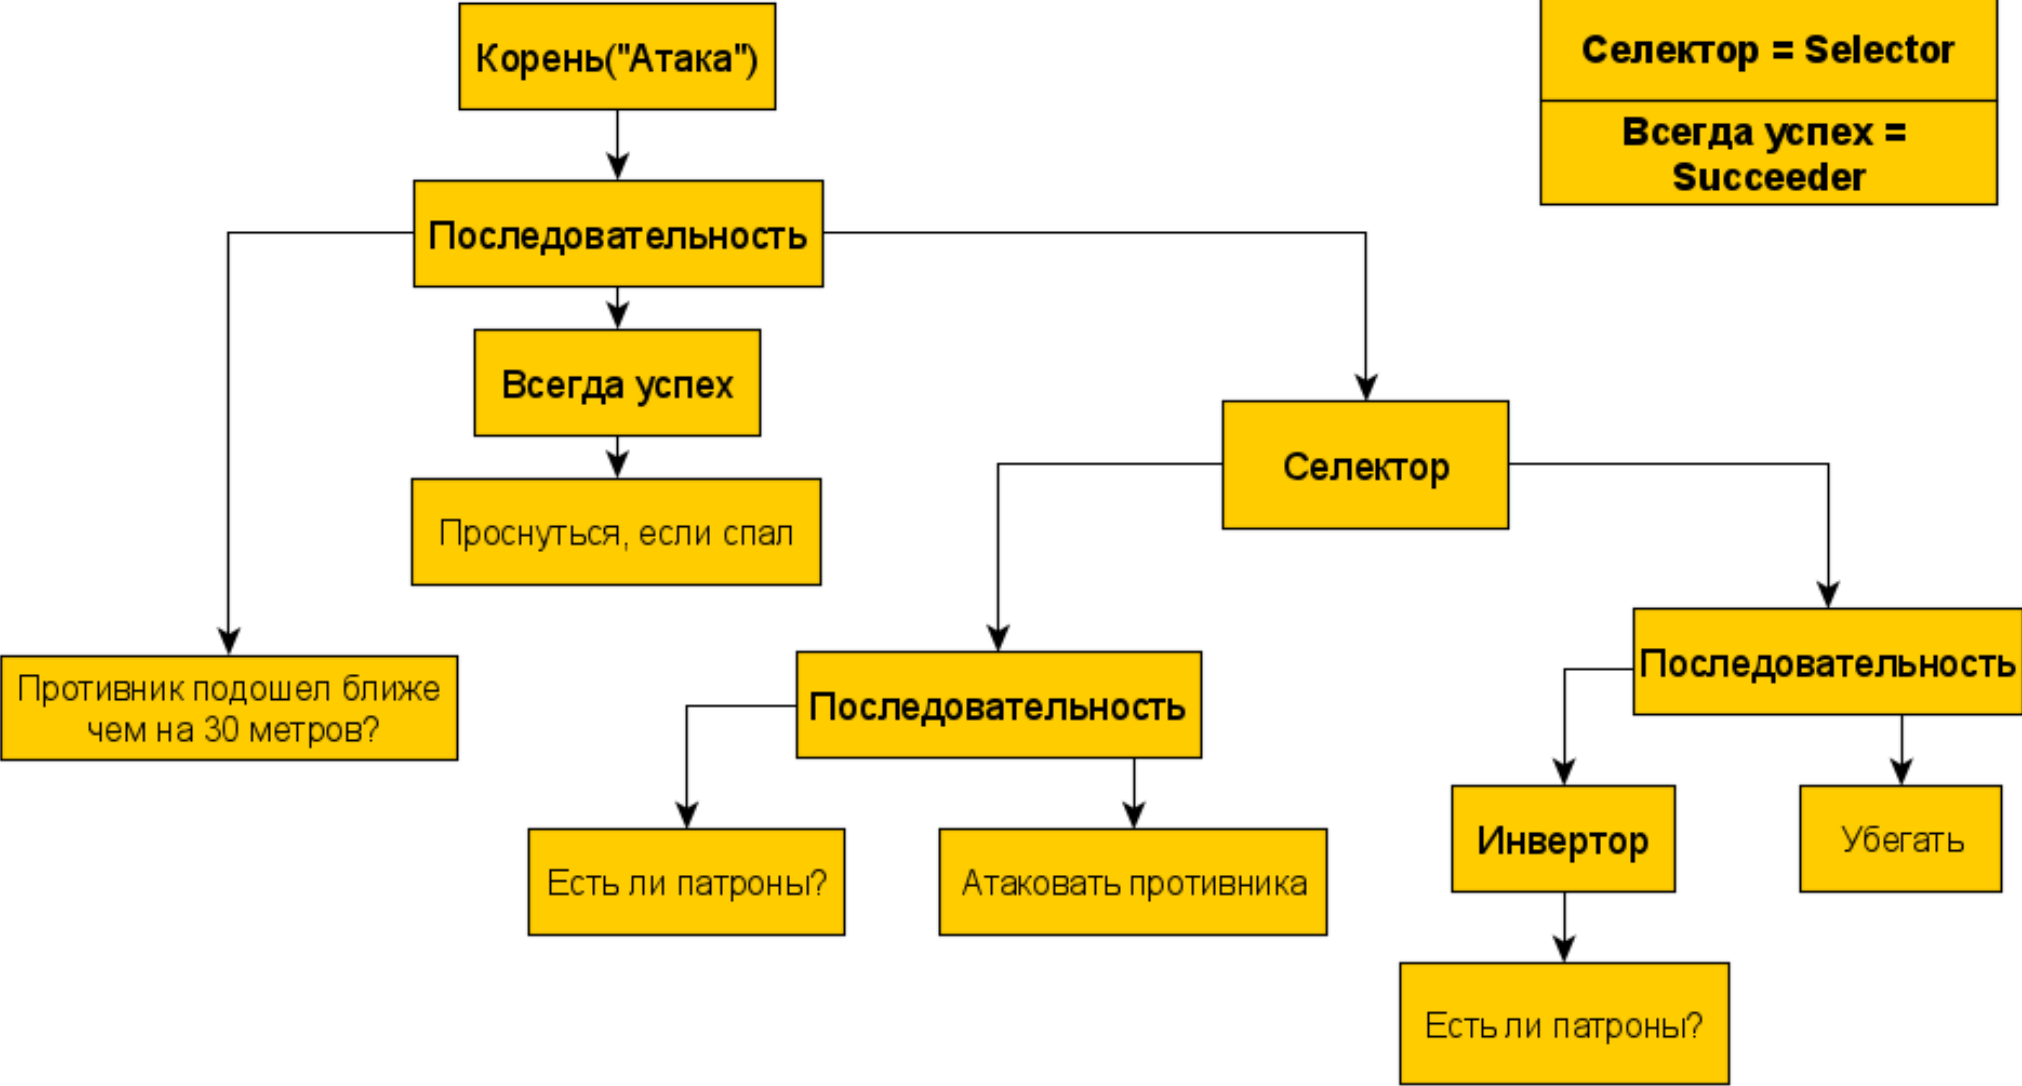 Корень("Атака")
Селектор = Selector
Всегда успех =
Succeeder
Последовательность
Всегда успех
Селектор
Проснуться, если спал
Противник подошел ближе
чем на 30 метров?
Последовательность
Последовательность
Есть ли патроны?
Атаковать противника
Инвертор
Убегать
Есть ли патроны?